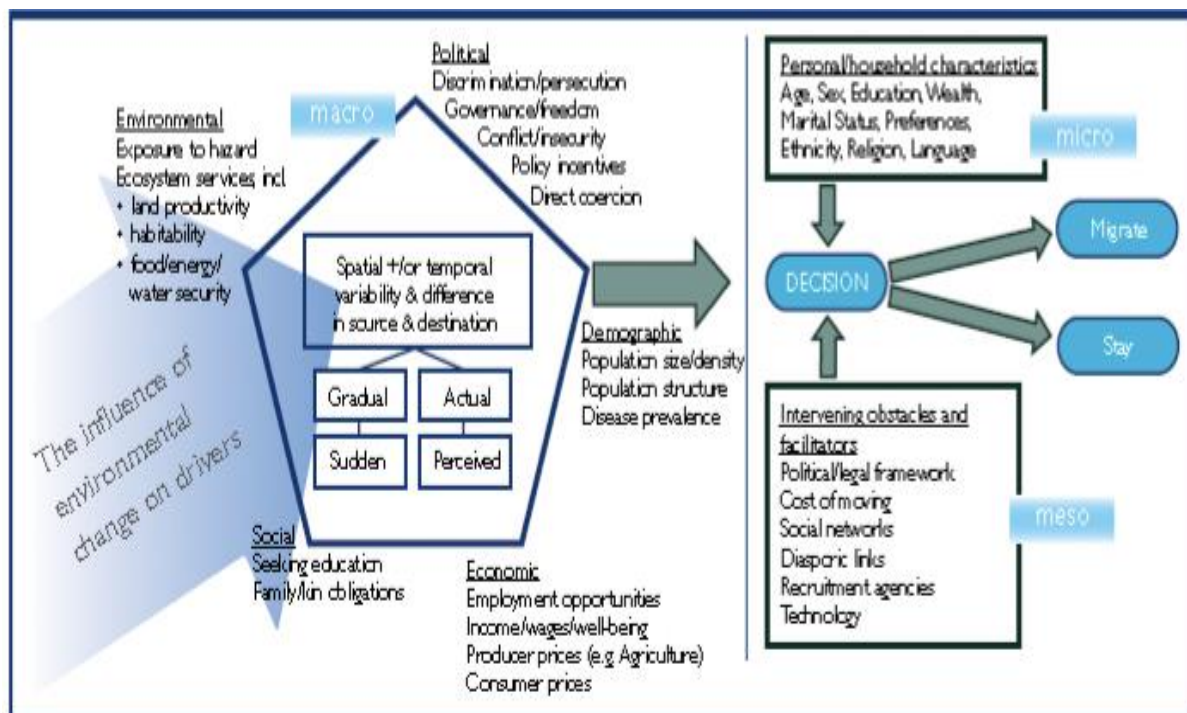 Political
Discrimination/persecution
Governance/freedom
Conflict/insecurity
Policy incentives
Direct coercion
macro
Environmental
Exposure to hazard
Ecosystem services, incl
• land productivity
• habitability
• food/energy/
water security
Spatial +/or temporal
variability & difference
in source & destination
Gradual
Actual
Sudden
Perceived
The influence of
environmental
change on drivers
Demographic
Population size/density
Population structure
Disease prevalence
Social
Seeking education
Family/kin obligations
Economic
Employment opportunities
Income/wages/well-being
Producer prices (e.g Agriculture)
Consumer prices
Personal/household characteristics
Age, Sex, Education, Wealth,
Marital Status, Preferences,
Ethnicity, Religion, Language
micro
DECISION
Migrate
Stay
Intervening obstacles and
facilitators
Political/legal framework
Cost of moving
Social networks
Diasporic links
Recruitment agencies
Technology
meso